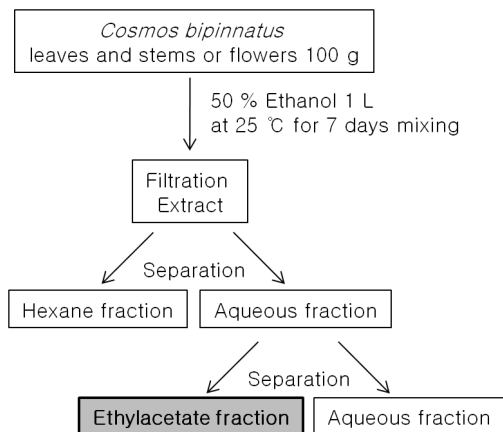 Cosmos bipinnatus
leaves and stems or flowers 100 g
50 % Ethanol 1 L
at 25 ℃ for 7 days mixing
Filtration
Extract
Separation
Hexane fraction
Aqueous fraction
Separation
Ethylacetate fraction
Aqueous fraction